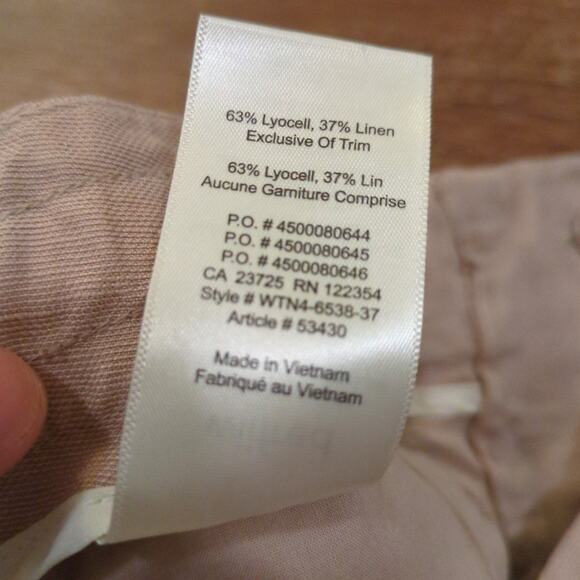 63% Lyocell, 37% Linen
Exclusive Of Trim
63% Lyocell, 37% Lin
Aucune Garniture Comprise
P.O. # 4500080644
P.O. # 4500080645
P.O. # 4500080646
CA 23725 RN 122354
Style # WTN4-6538-37
Article # 53430
Made in Vietnam
Fabriqué au Vietnam